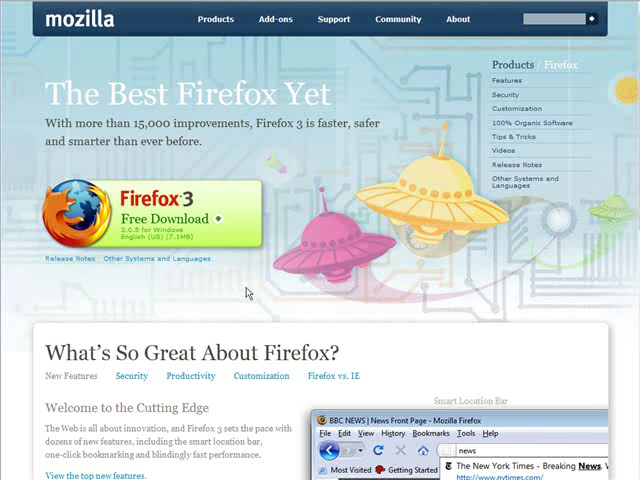 mozilla
Products Add-ons Support Community About
Products / Firefox
Features
Security
Customization
100% Organic Software
Tips & Tricks
Videos
Release Notes
Other Systems and
Languages
The Best Firefox Yet
With more than 15,000 improvements, Firefox 3 is faster, safer
and smarter than ever before.
Firefox 3
Free Download
3.0.5 for Windows
English (US) (7.1MB)
Release Notes Other Systems and Languages
What's So Great About Firefox?
New Features Security Productivity Customization Firefox vs. IE
Welcome to the Cutting Edge
The Web is all about innovation, and Firefox 3 sets the pace with
dozens of new features, including the smart location bar,
one-click bookmarking and blindingly fast performance.
View the top new features.
Smart Location Bar
BBC NEWS | News Front Page - Mozilla Firefox
File Edit View History Bookmarks Tools Help
news
Most Visited Getting Started
The New York Times - Breaking News, W
http://www.nytimes.com/